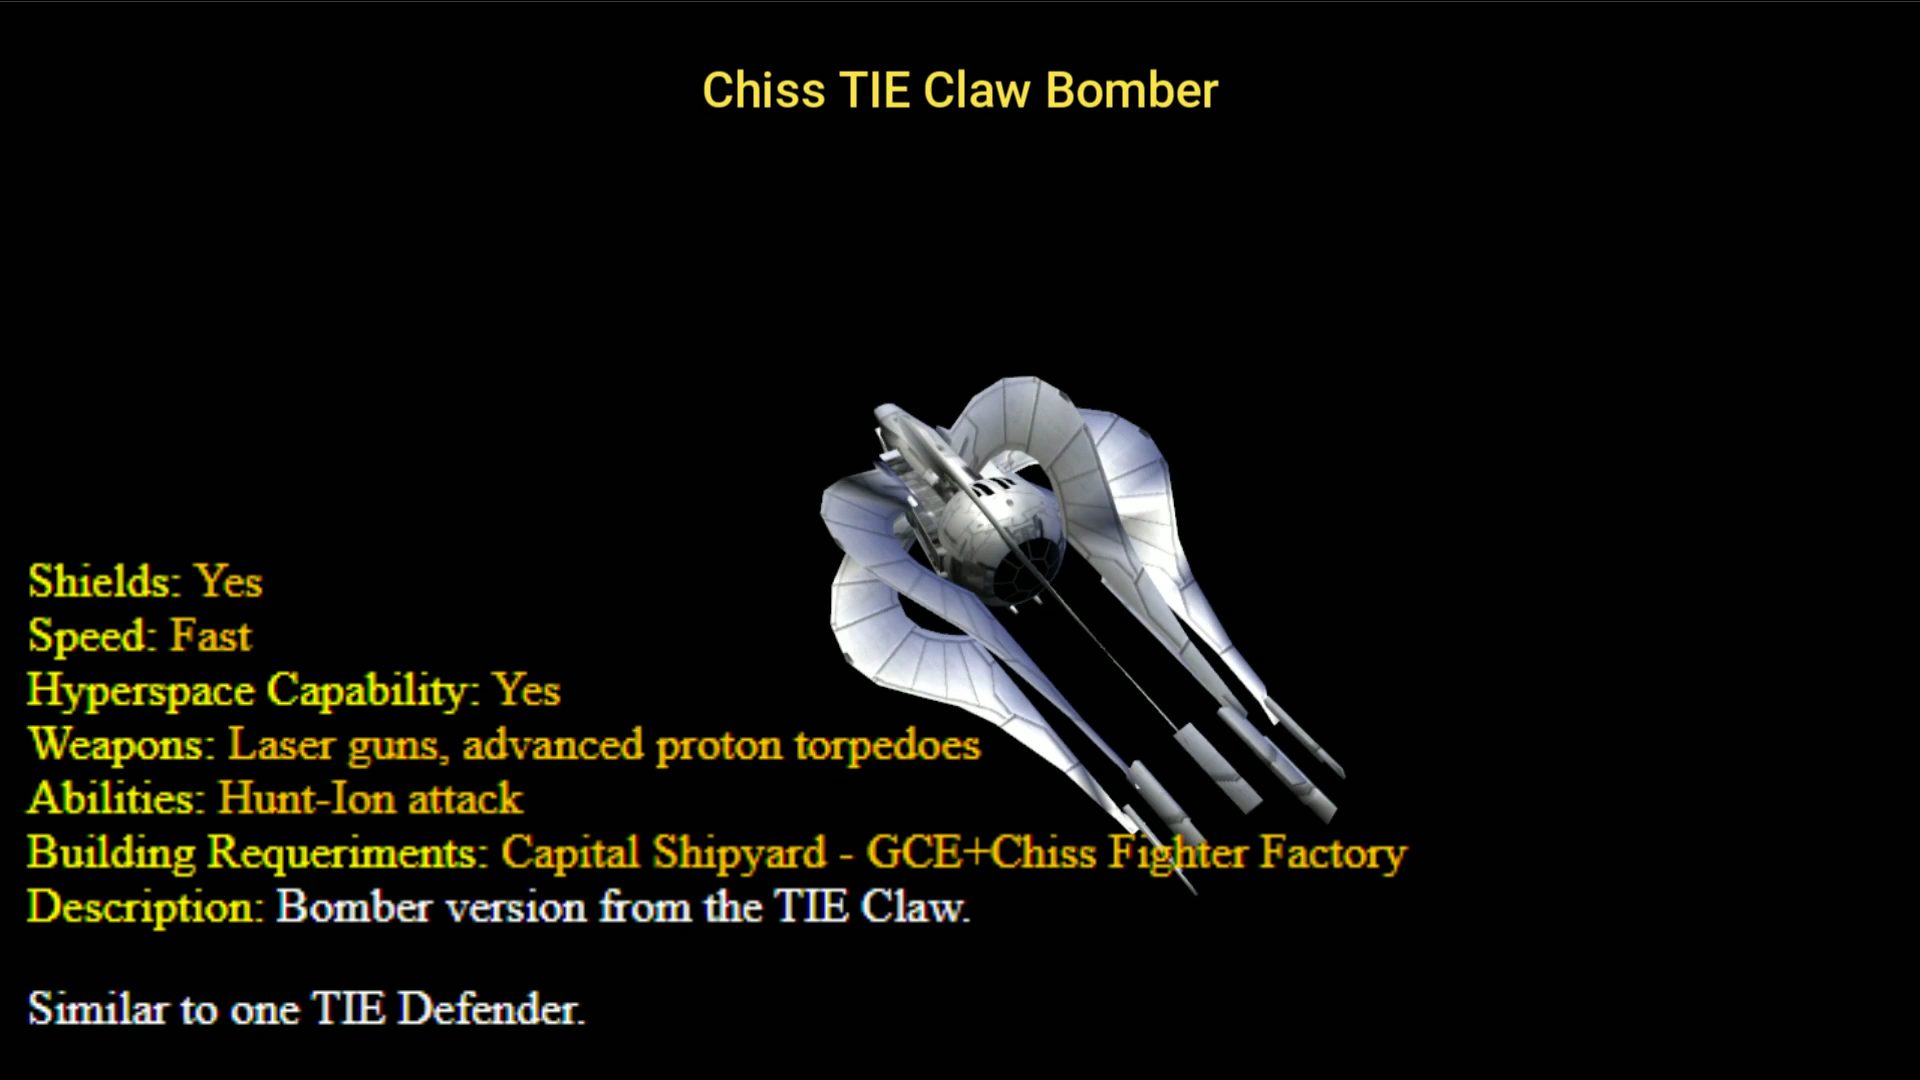 Chiss TIE Claw Bomber
Shields: Yes
Speed: Fast
Hyperspace Capability: Yes
Weapons: Laser guns, advanced proton torpedoes
Abilities: Hunt-Ion attack
Building Requeriments: Capital Shipyard - GCE+Chiss Fighter Factory
Description: Bomber version from the TIE Claw.
Similar to one TIE Defender.